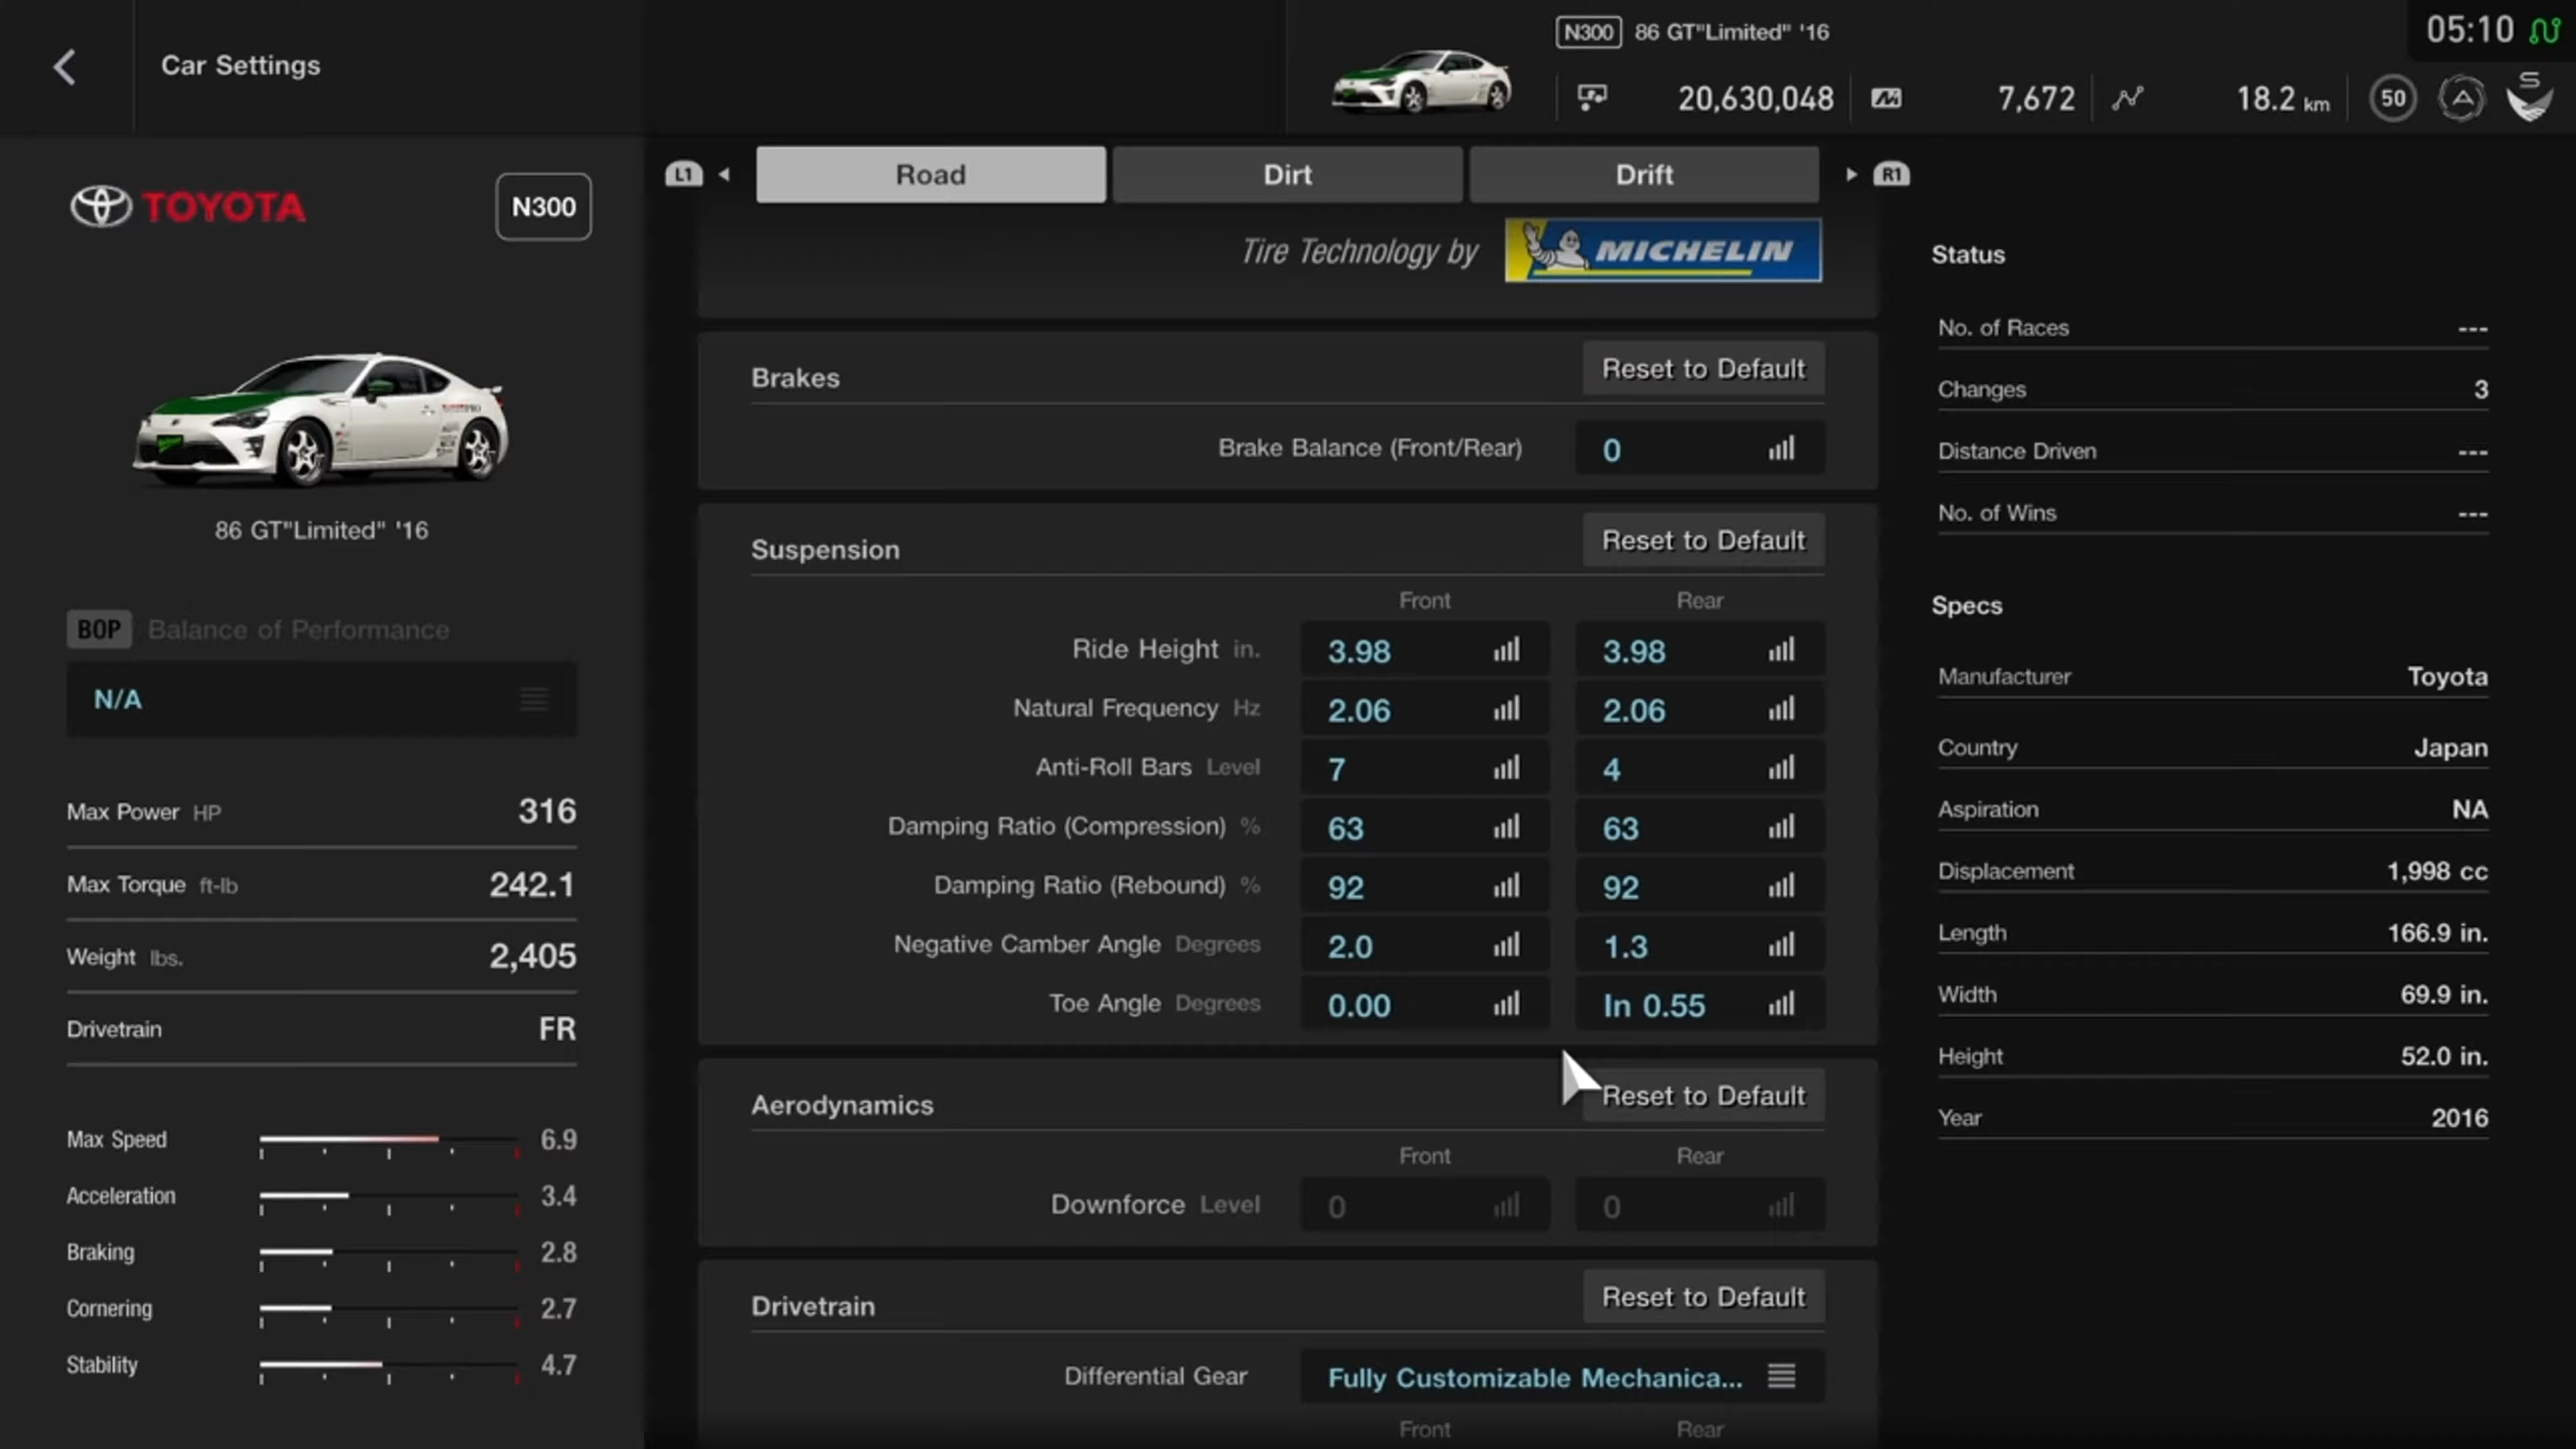 Car Settings
N300 86 GT"Limited" '16
20,630,048
7,672
18.2 km
50
A
S
05:10
TOYOTA
N300
86 GT"Limited" '16
BOP Balance of Performance
N/A
Max Power HP 316
Max Torque ft-lb 242.1
Weight lbs. 2,405
Drivetrain FR
Max Speed 6.9
Acceleration 3.4
Braking 2.8
Cornering 2.7
Stability 4.7
L1 Road Dirt Drift R1
Tire Technology by MICHELIN
Brakes Reset to Default
Brake Balance (Front/Rear) 0
Suspension Reset to Default
Front Rear
Ride Height in. 3.98 3.98
Natural Frequency Hz 2.06 2.06
Anti-Roll Bars Level 7 4
Damping Ratio (Compression) % 63 63
Damping Ratio (Rebound) % 92 92
Negative Camber Angle Degrees 2.0 1.3
Toe Angle Degrees 0.00 In 0.55
Aerodynamics Reset to Default
Front Rear
Downforce Level 0 0
Drivetrain Reset to Default
Differential Gear Fully Customizable Mechanica...
Front Rear
Status
No. of Races ---
Changes 3
Distance Driven ---
No. of Wins ---
Specs
Manufacturer Toyota
Country Japan
Aspiration NA
Displacement 1,998 cc
Length 166.9 in.
Width 69.9 in.
Height 52.0 in.
Year 2016